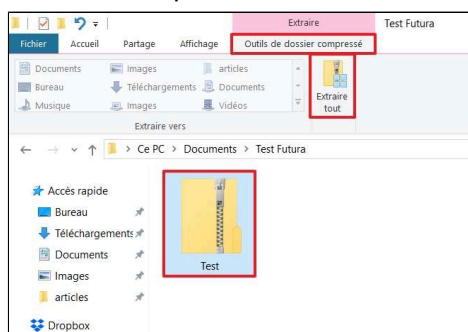 Extraire
Test Futura
Fichier
Accueil
Partage
Affichage
Outils de dossier compressé
Documents
Images
articles
Bureau
Téléchargements
Documents
Musique
Images
Vidéos
Extraire tout
Extraire vers
Ce PC > Documents > Test Futura
Accès rapide
Bureau
Téléchargements
Documents
Images
articles
Dropbox
Test